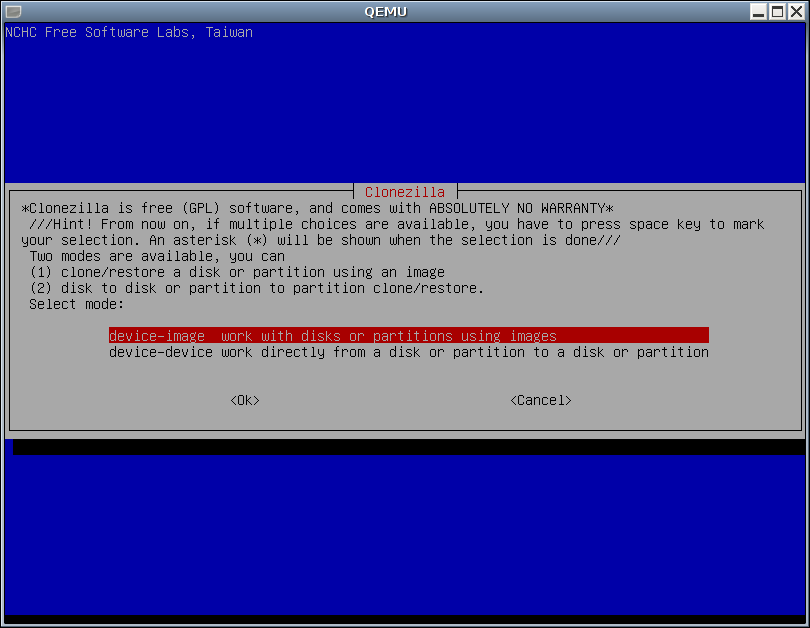 QEMU
NCHC Free Software Labs, Taiwan
Clonezilla
*Clonezilla is free (GPL) software, and comes with ABSOLUTELY NO WARRANTY*
///Hint! From now on, if multiple choices are available, you have to press space key to mark
your selection. An asterisk (*) will be shown when the selection is done///
Two modes are available, you can
(1) clone/restore a disk or partition using an image
(2) disk to disk or partition to partition clone/restore.
Select mode:
device-image  work with disks or partitions using images
device-device work directly from a disk or partition to a disk or partition
<Ok> <Cancel>